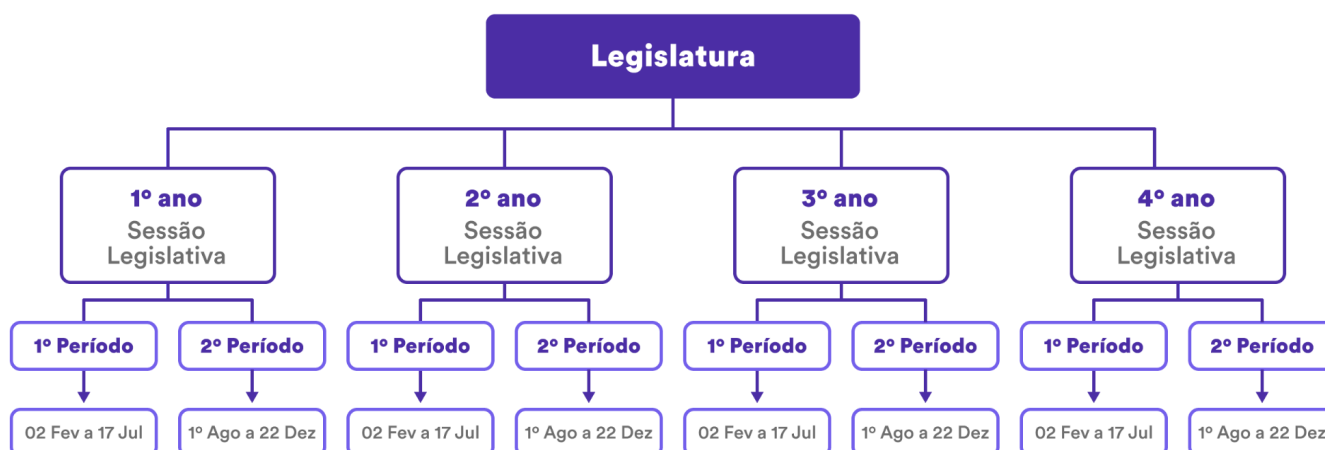 Legislatura
1º ano
Sessão
Legislativa
2º ano
Sessão
Legislativa
3º ano
Sessão
Legislativa
4º ano
Sessão
Legislativa
1º Período
2º Período
1º Período
2º Período
1º Período
2º Período
1º Período
2º Período
02 Fev a 17 Jul
1º Ago a 22 Dez
02 Fev a 17 Jul
1º Ago a 22 Dez
02 Fev a 17 Jul
1º Ago a 22 Dez
02 Fev a 17 Jul
1º Ago a 22 Dez